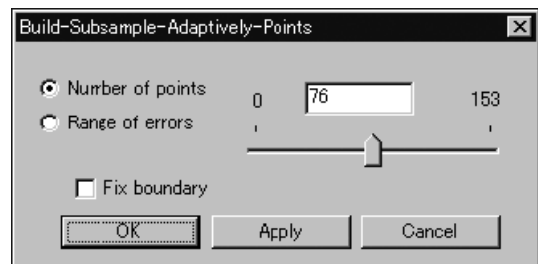 Build-Subsample-Adaptively-Points
Number of points
0 76 153
Range of errors
Fix boundary
OK Apply Cancel